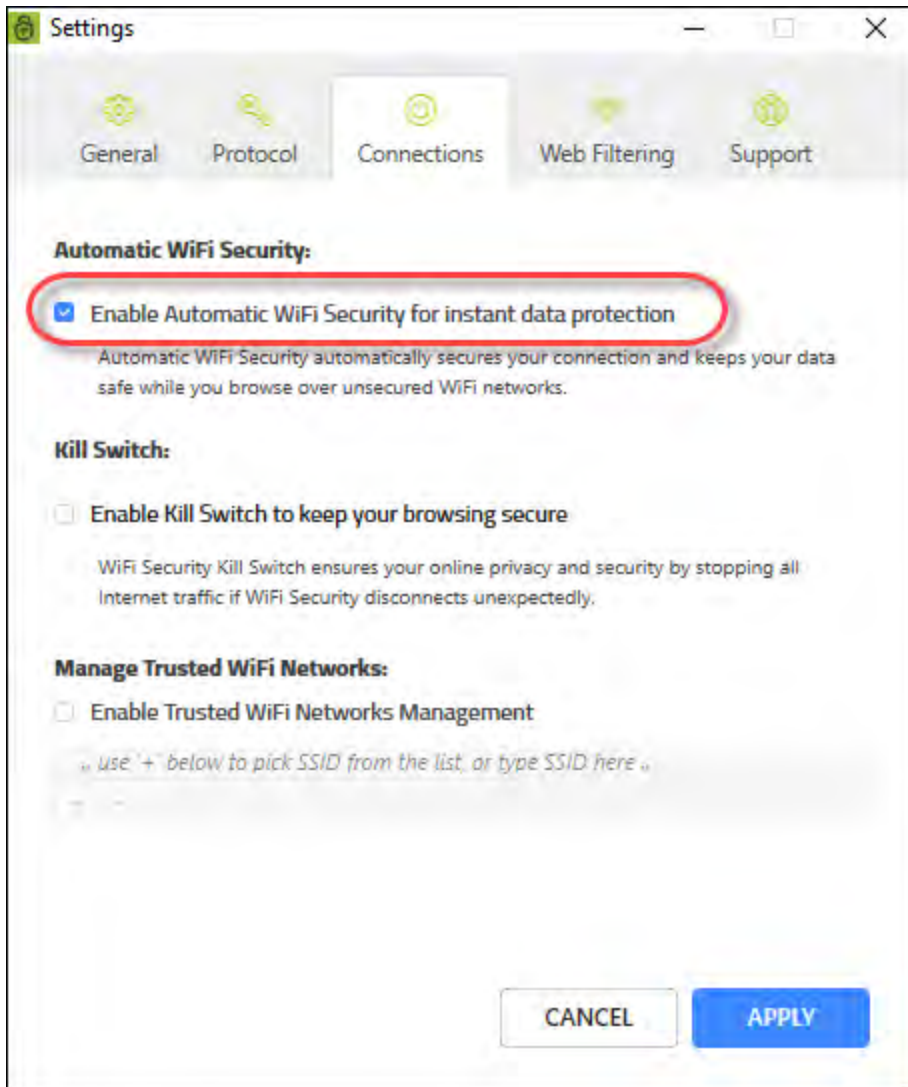 Settings
General Protocol Connections Web Filtering Support
Automatic WiFi Security:
Enable Automatic WiFi Security for instant data protection
Automatic WiFi Security automatically secures your connection and keeps your data
safe while you browse over unsecured WiFi networks.
Kill Switch:
Enable Kill Switch to keep your browsing secure
WiFi Security Kill Switch ensures your online privacy and security by stopping all
Internet traffic if WiFi Security disconnects unexpectedly.
Manage Trusted WiFi Networks:
Enable Trusted WiFi Networks Management
.. use `+` below to pick SSID from the list, or type SSID here ..
CANCEL APPLY